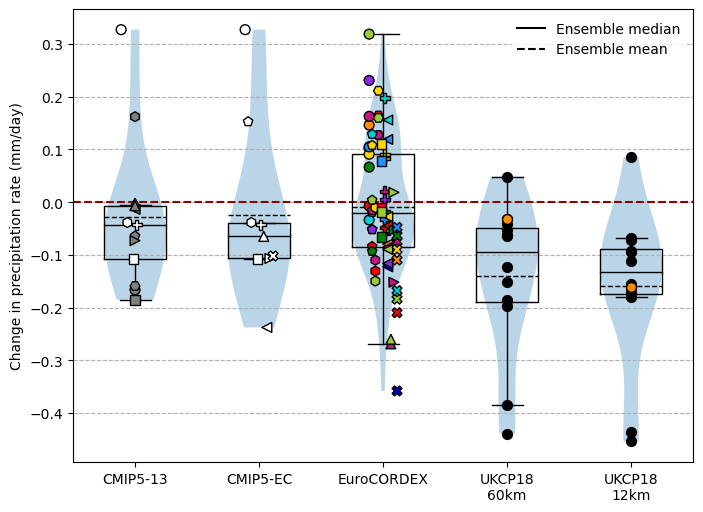 Ensemble median
Ensemble mean
Change in precipitation rate (mm/day)
0.3
0.2
0.1
0.0
−0.1
−0.2
−0.3
−0.4
CMIP5-13
CMIP5-EC
EuroCORDEX
UKCP18
60km
UKCP18
12km